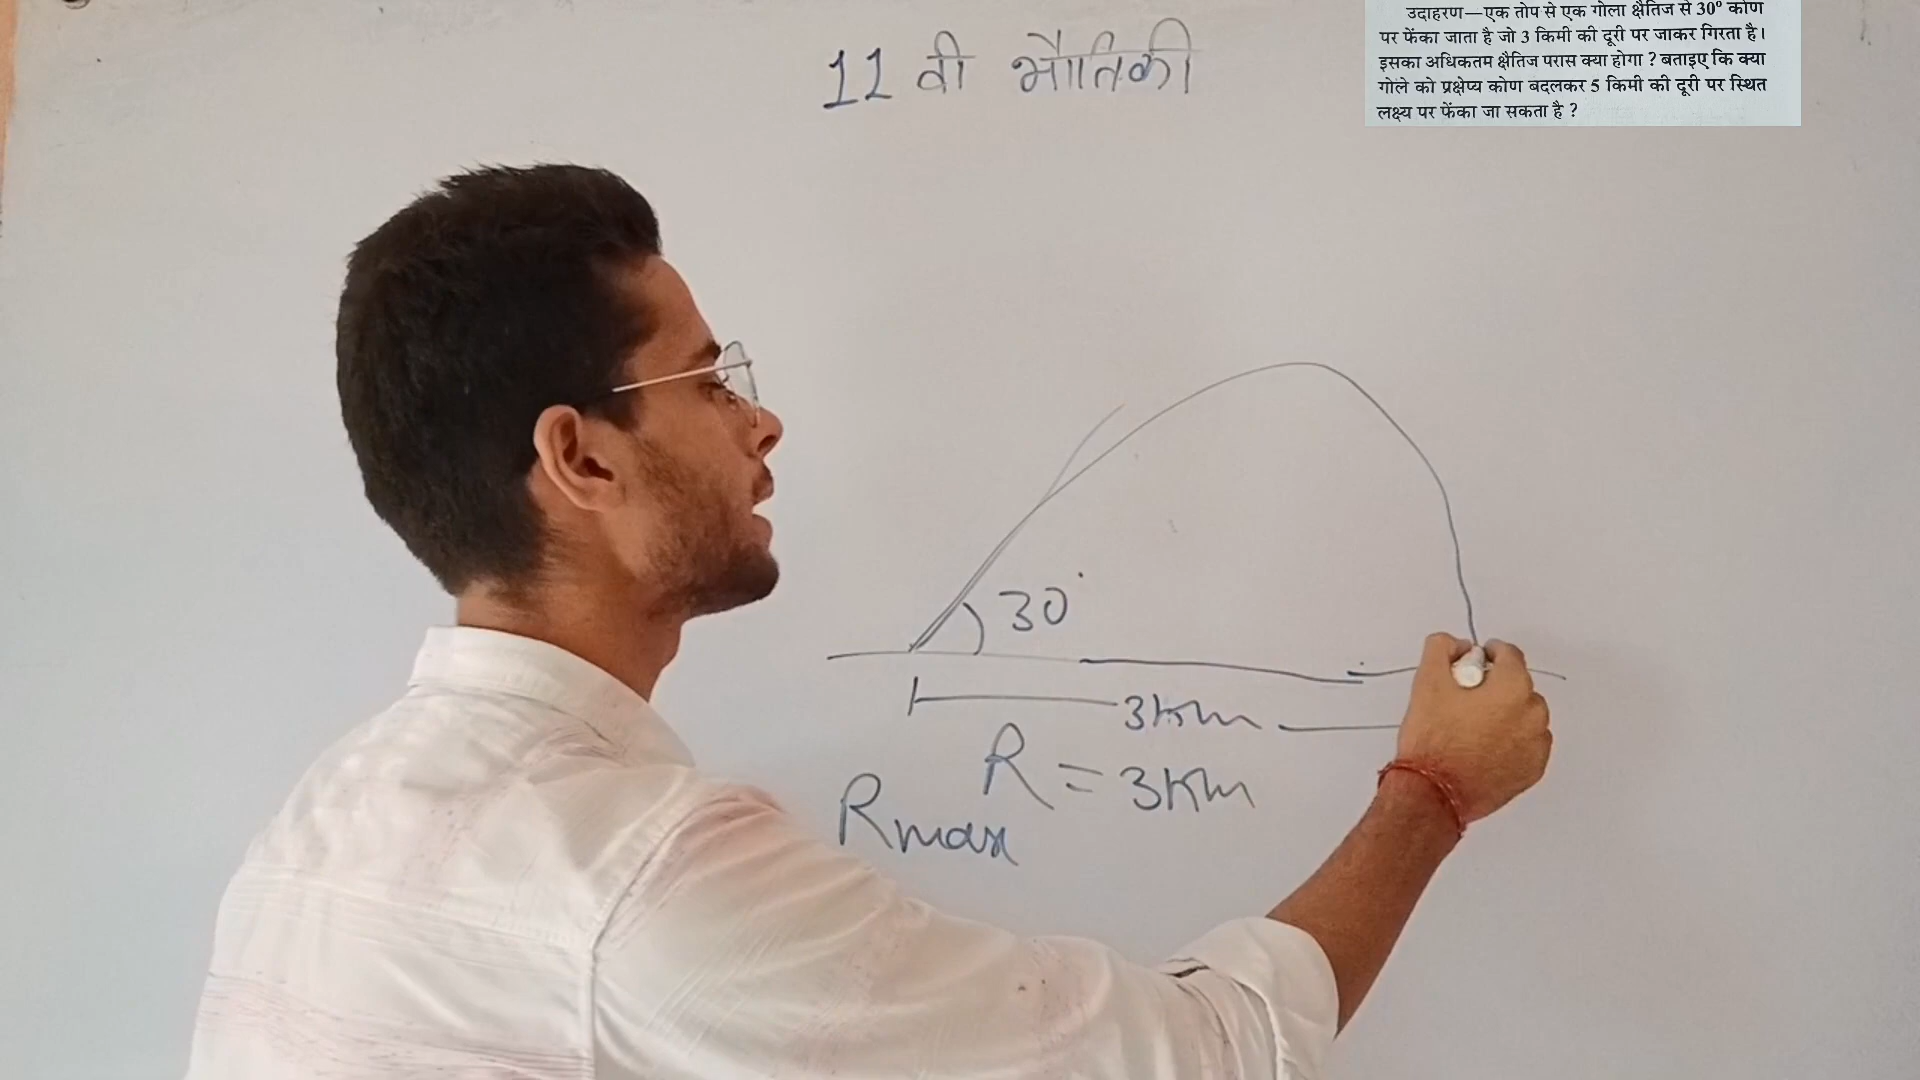 11 वी भौतिकी
उदाहरण—एक तोप से एक गोला क्षैतिज से 30° कोण
पर फेंका जाता है जो 3 किमी की दूरी पर जाकर गिरता है।
इसका अधिकतम क्षैतिज परास क्या होगा ? बताइए कि क्या
गोले को प्रक्षेप्य कोण बदलकर 5 किमी की दूरी पर स्थित
लक्ष्य पर फेंका जा सकता है ?
30°
3km
R = 3Km
Rmax